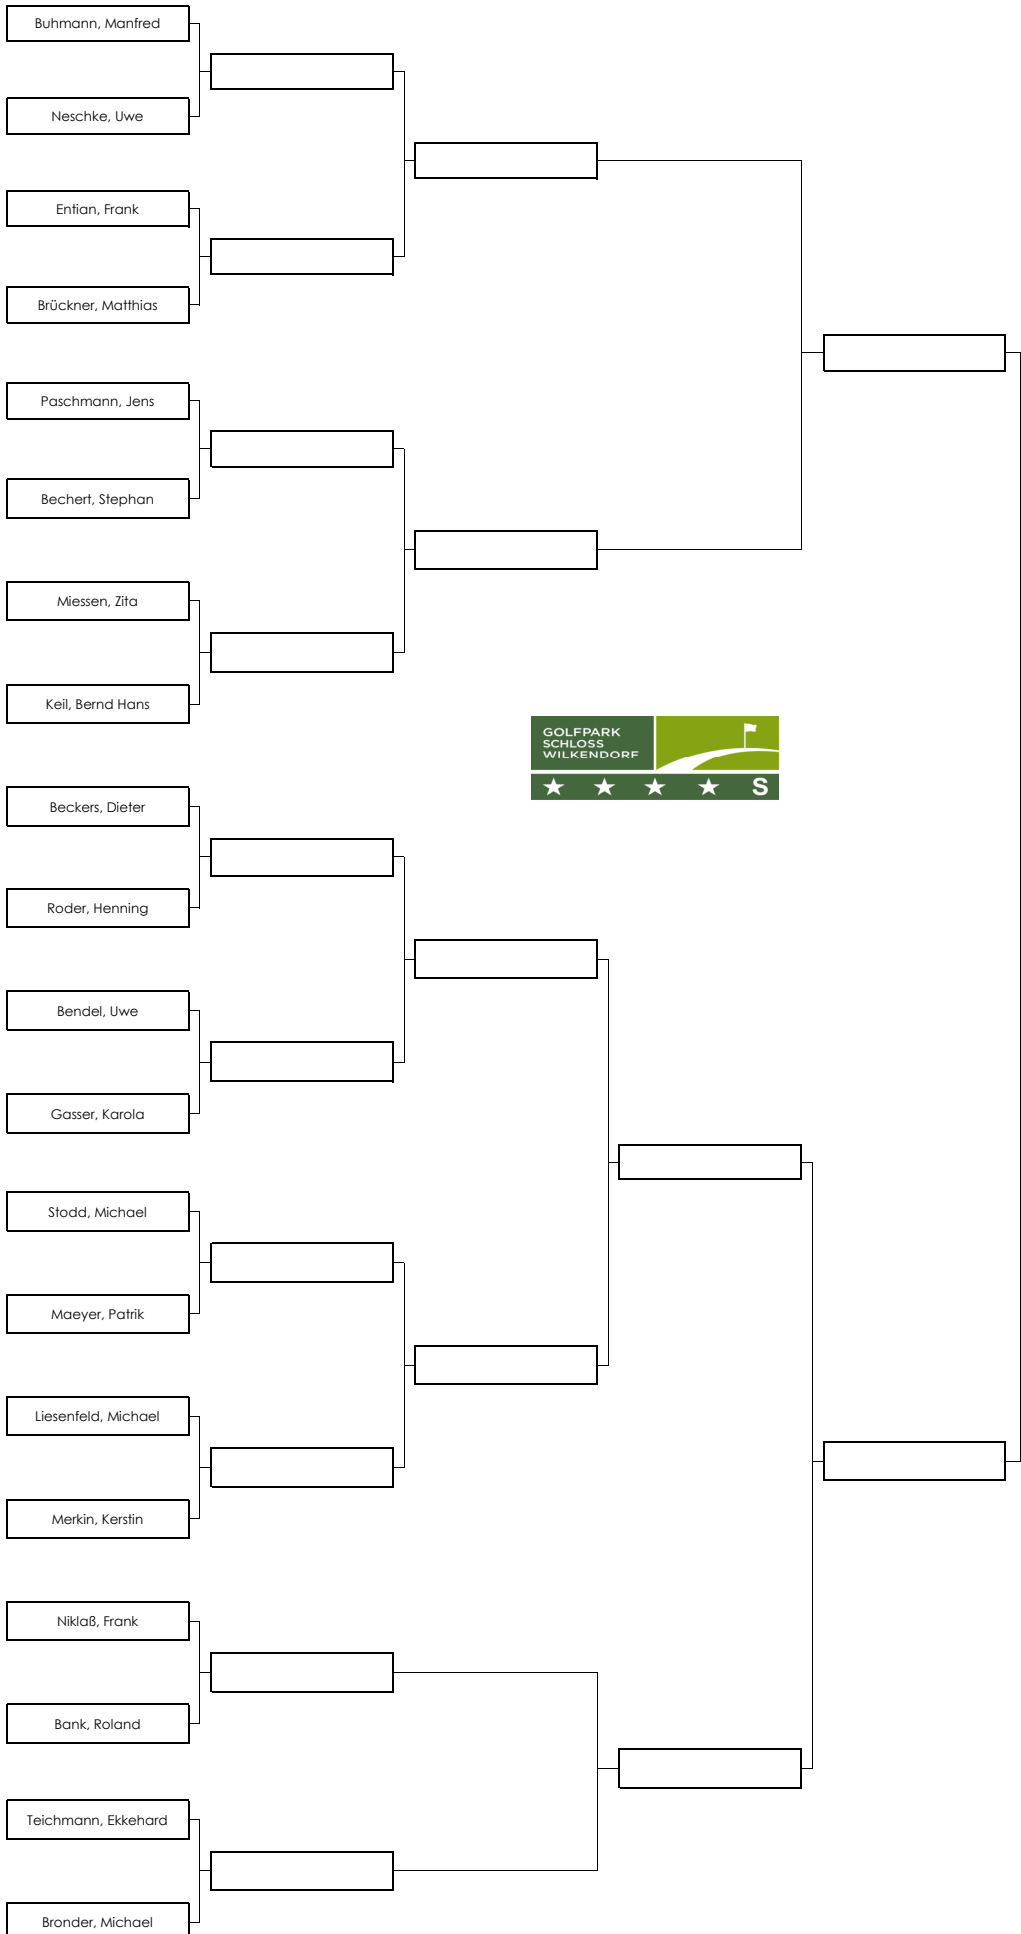 Buhmann, Manfred
Neschke, Uwe
Entian, Frank
Brückner, Matthias
Paschmann, Jens
Bechert, Stephan
Miessen, Zita
Keil, Bernd Hans
GOLFPARK
SCHLOSS
WILKENDORF
S
Beckers, Dieter
Roder, Henning
Bendel, Uwe
Gasser, Karola
Stodd, Michael
Maeyer, Patrik
Liesenfeld, Michael
Merkin, Kerstin
Niklaß, Frank
Bank, Roland
Teichmann, Ekkehard
Bronder, Michael